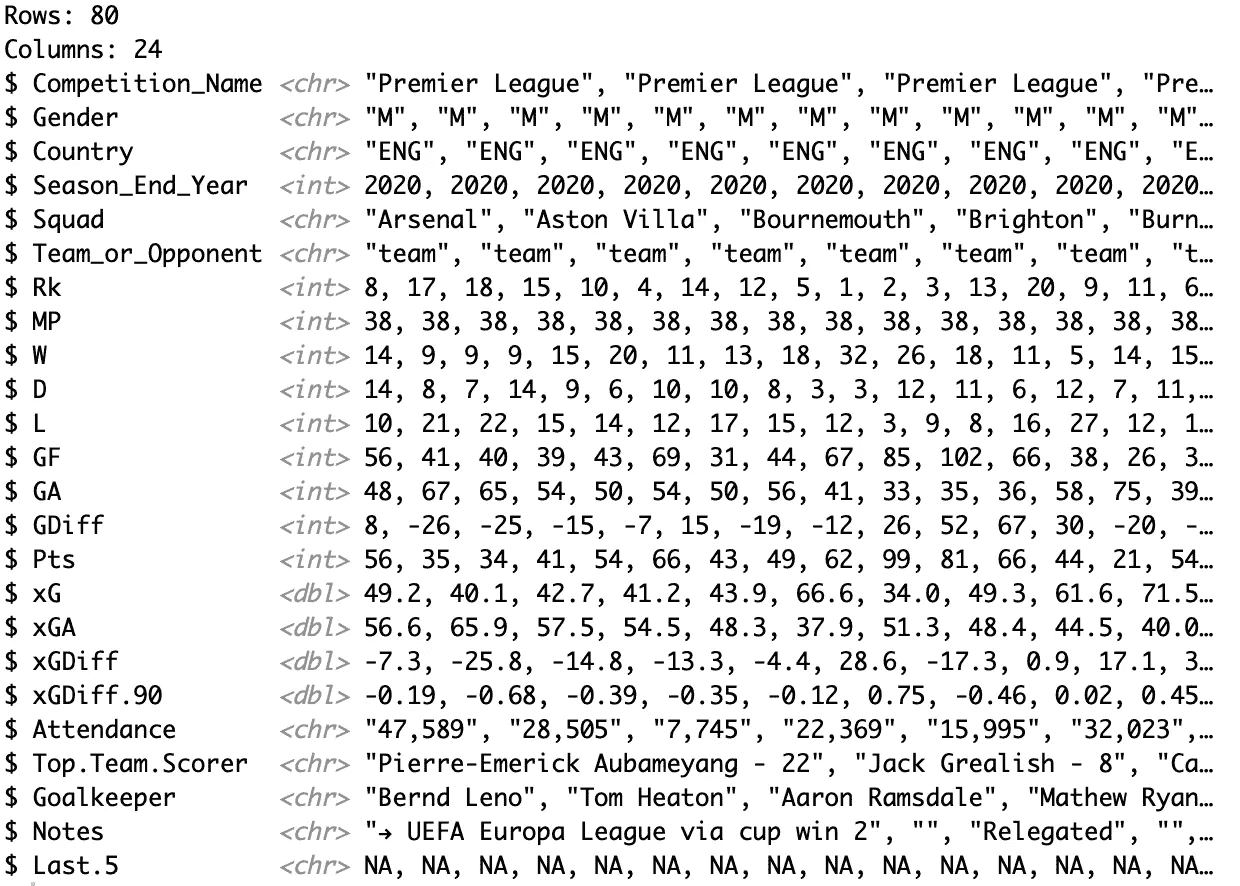 Rows: 80
Columns: 24
$ Competition_Name <chr> "Premier League", "Premier League", "Premier League", "Pre…
$ Gender <chr> "M", "M", "M", "M", "M", "M", "M", "M", "M", "M", "M", "M"…
$ Country <chr> "ENG", "ENG", "ENG", "ENG", "ENG", "ENG", "ENG", "ENG", "E…
$ Season_End_Year <int> 2020, 2020, 2020, 2020, 2020, 2020, 2020, 2020, 2020, 2020…
$ Squad <chr> "Arsenal", "Aston Villa", "Bournemouth", "Brighton", "Burn…
$ Team_or_Opponent <chr> "team", "team", "team", "team", "team", "team", "team", "t…
$ Rk <int> 8, 17, 18, 15, 10, 4, 14, 12, 5, 1, 2, 3, 13, 20, 9, 11, 6…
$ MP <int> 38, 38, 38, 38, 38, 38, 38, 38, 38, 38, 38, 38, 38, 38, 38…
$ W <int> 14, 9, 9, 9, 15, 20, 11, 13, 18, 32, 26, 18, 11, 5, 14, 15…
$ D <int> 14, 8, 7, 14, 9, 6, 10, 10, 8, 3, 3, 12, 11, 6, 12, 7, 11,…
$ L <int> 10, 21, 22, 15, 14, 12, 17, 15, 12, 3, 9, 8, 16, 27, 12, 1…
$ GF <int> 56, 41, 40, 39, 43, 69, 31, 44, 67, 85, 102, 66, 38, 26, 3…
$ GA <int> 48, 67, 65, 54, 50, 54, 50, 56, 41, 33, 35, 36, 58, 75, 39…
$ GDiff <int> 8, -26, -25, -15, -7, 15, -19, -12, 26, 52, 67, 30, -20, -…
$ Pts <int> 56, 35, 34, 41, 54, 66, 43, 49, 62, 99, 81, 66, 44, 21, 54…
$ xG <dbl> 49.2, 40.1, 42.7, 41.2, 43.9, 66.6, 34.0, 49.3, 61.6, 71.5…
$ xGA <dbl> 56.6, 65.9, 57.5, 54.5, 48.3, 37.9, 51.3, 48.4, 44.5, 40.0…
$ xGDiff <dbl> -7.3, -25.8, -14.8, -13.3, -4.4, 28.6, -17.3, 0.9, 17.1, 3…
$ xGDiff.90 <dbl> -0.19, -0.68, -0.39, -0.35, -0.12, 0.75, -0.46, 0.02, 0.45…
$ Attendance <chr> "47,589", "28,505", "7,745", "22,369", "15,995", "32,023",…
$ Top.Team.Scorer <chr> "Pierre-Emerick Aubameyang - 22", "Jack Grealish - 8", "Ca…
$ Goalkeeper <chr> "Bernd Leno", "Tom Heaton", "Aaron Ramsdale", "Mathew Ryan…
$ Notes <chr> "→ UEFA Europa League via cup win 2", "", "Relegated", "",…
$ Last.5 <chr> NA, NA, NA, NA, NA, NA, NA, NA, NA, NA, NA, NA, NA, NA, NA…